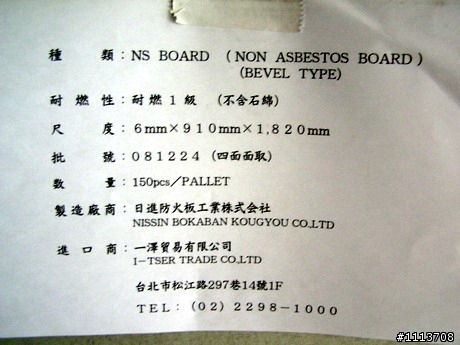 種　　類：NS BOARD （NON ASBESTOS BOARD）
（BEVEL TYPE）
耐 燃 性：耐燃１級 （不含石綿）
尺　　度：６mm×９１０mm×１,８２０mm
批　　號：０８１２２４（四面面取）
數　　量：150pcs／PALLET
製造廠商：日進防火板工業株式会社
NISSIN BOKABAN KOUGYOU CO.,LTD
進 口 商：一澤貿易有限公司
I−TSER TRADE CO.,LTD
台北市松江路297巷14號1F
ＴＥＬ：（０２）２２９８−１０００
#1113708